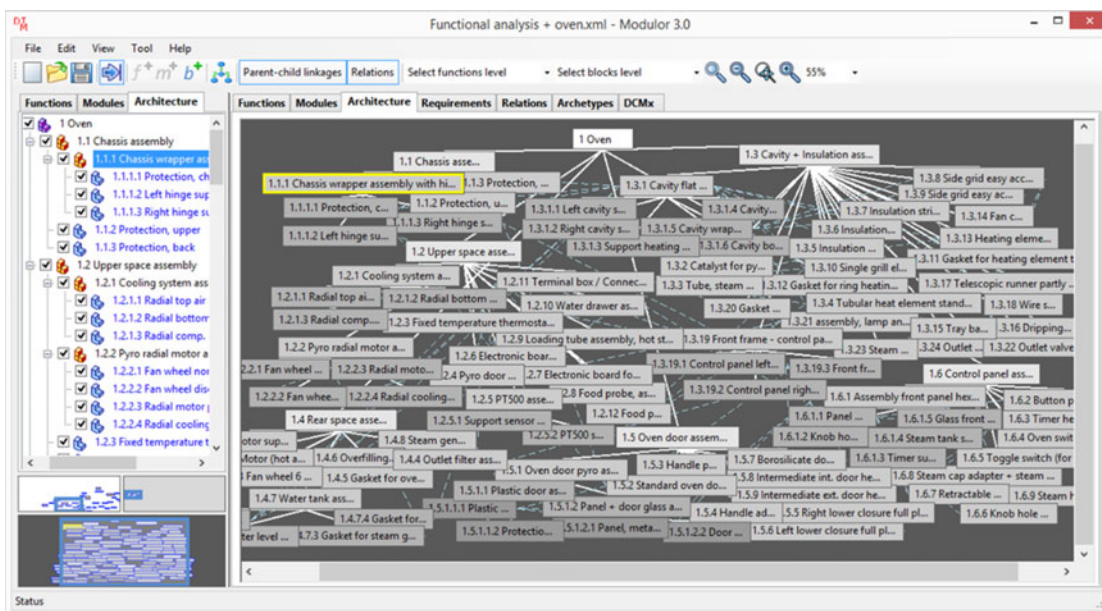 Functional analysis + oven.xml - Modulor 3.0
File Edit View Tool Help
Parent-child linkages Relations Select functions level Select blocks level 55%
Functions Modules Architecture
Functions Modules Architecture Requirements Relations Archetypes DCMx
1 Oven
1.1 Chassis assembly
1.1.1 Chassis wrapper ass
1.1.1.1 Protection, ch
1.1.1.2 Left hinge sup
1.1.1.3 Right hinge su
1.1.2 Protection, upper
1.1.3 Protection, back
1.2 Upper space assembly
1.2.1 Cooling system ass
1.2.1.1 Radial top air
1.2.1.2 Radial bottom
1.2.1.3 Radial comp.
1.2.2 Pyro radial motor a
1.2.2.1 Fan wheel nor
1.2.2.2 Fan wheel dis
1.2.2.3 Radial motor
1.2.2.4 Radial cooling
1.2.3 Fixed temperature t
1 Oven
1.1 Chassis asse... 1.3 Cavity + Insulation ass...
1.1.1 Chassis wrapper assembly with hi... 1.1.3 Protection, ... 1.3.1 Cavity flat ... 1.3.8 Side grid easy acc...
1.1.1.1 Protection, c... 1.1.2 Protection, u... 1.3.1.1 Left cavity s... 1.3.1.4 Cavity... 1.3.7 Insulation stri... 1.3.9 Side grid easy acc...
1.1.1.2 Left hinge su... 1.1.1.3 Right hinge s... 1.3.1.2 Right cavity s... 1.3.1.5 Cavity wrap... 1.3.6 Insulation... 1.3.14 Fan c...
1.2 Upper space asse... 1.3.1.3 Support heating ... 1.3.1.6 Cavity bo... 1.3.5 Insulation ... 1.3.13 Heating eleme...
1.2.1 Cooling system a... 1.2.11 Terminal box / Connec... 1.3.2 Catalyst for py... 1.3.10 Single grill el... 1.3.11 Gasket for heating element t
1.2.1.1 Radial top ai... 1.2.1.2 Radial bottom ... 1.2.10 Water drawer as... 1.3.3 Tube, steam ... 1.3.12 Gasket for ring heatin... 1.3.17 Telescopic runner partly ...
1.2.1.3 Radial comp.... 1.2.3 Fixed temperature thermosta... 1.3.20 Gasket ... 1.3.4 Tubular heat element stand... 1.3.18 Wire s...
1.2.2 Pyro radial motor a... 1.2.9 Loading tube assembly, hot st... 1.3.19 Front frame - control pa... 1.3.21 assembly, lamp an... 1.3.15 Tray ba... 3.16 Dripping...
1.2.6 Electronic boar... 1.3.19.1 Control panel left... 1.3.23 Steam ... 1.3.24 Outlet ... 1.3.22 Outlet valve
2.2.1 Fan wheel ... 1.2.2.3 Radial moto... 2.4 Pyro door ... 2.7 Electronic board fo... 1.3.19.3 Front fr... 1.6 Control panel ass...
1.2.2.2 Fan whee... 1.2.2.4 Radial cooling... 1.2.5 PT500 asse... 2.8 Food probe, as... 1.3.19.2 Control panel righ... 1.6.1 Assembly front panel hex... 1.6.2 Button p
1.4 Rear space asse... 1.2.5.1 Support sensor ... 1.2.12 Food p... 1.6.1.1 Panel ... 1.6.1.5 Glass front ... 1.6.3 Timer he
otor sup... 1.4.8 Steam gen... 1.2.5.2 PT500 s... 1.5 Oven door assem... 1.6.1.2 Knob ho... 1.6.1.4 Steam tank s... 1.6.4 Oven swit
Motor (hot a... 1.4.6 Overfilling... 1.4.4 Outlet filter ass... 1.5.3 Handle p... 1.5.7 Borosilicate do... 1.6.1.3 Timer su... 1.6.5 Toggle switch (for
Fan wheel 6 ... 1.4.5 Gasket for ove... 1.5.1 Oven door pyro as... 1.5.2 Standard oven do... 1.5.8 Intermediate int. door he... 1.6.8 Steam cap adapter + steam ...
1.4.7 Water tank ass... 1.5.1.1 Plastic door as... 1.5.9 Intermediate ext. door he... 1.6.7 Retractable ... 1.6.9 Steam h
1.4.7.4 Gasket for... 1.5.1.1.1 Plastic ... 1.5.1.2 Panel + door glass a... 1.5.4 Handle ad... 5.5 Right lower closure full pl... 1.6.6 Knob hole ...
ter level ... 4.7.3 Gasket for steam g... 1.5.1.1.2 Protectio... 1.5.1.2.1 Panel, meta... 1.5.1.2.2 Door ... 1.5.6 Left lower closure full pl...
Status